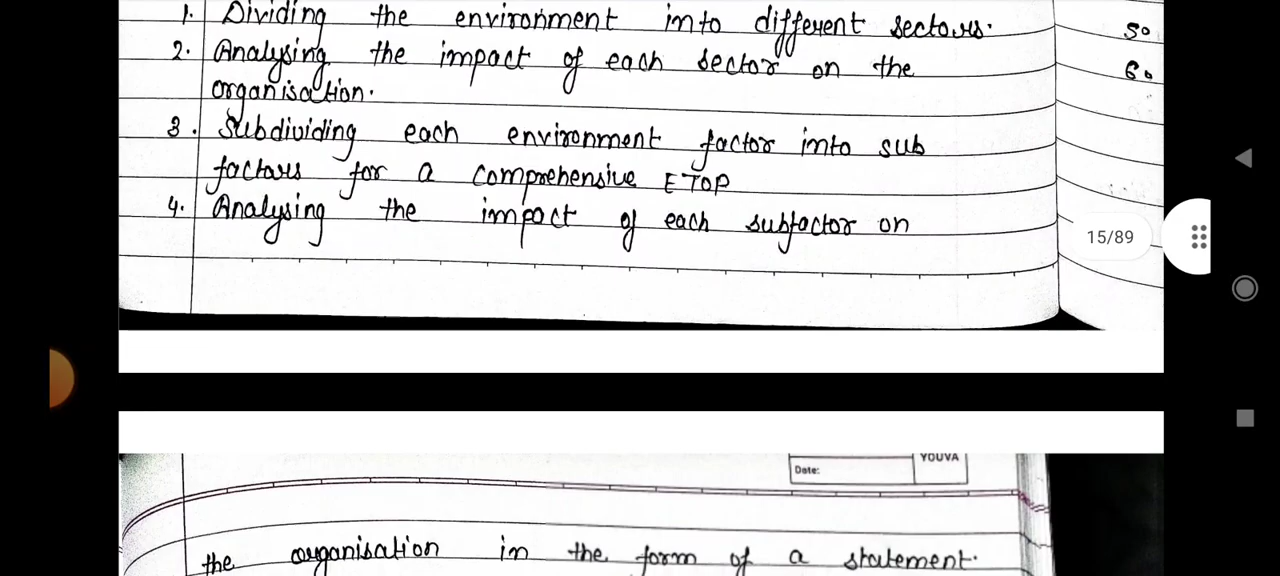 1. Dividing the environment into different sectors.
2. Analysing the impact of each sector on the
organisation.
3. Subdividing each environment factor into sub
factors for a comprehensive ETOP
4. Analysing the impact of each subfactor on
50
60
15/89
YOUVA
Date:
the organisation in the form of a statement.